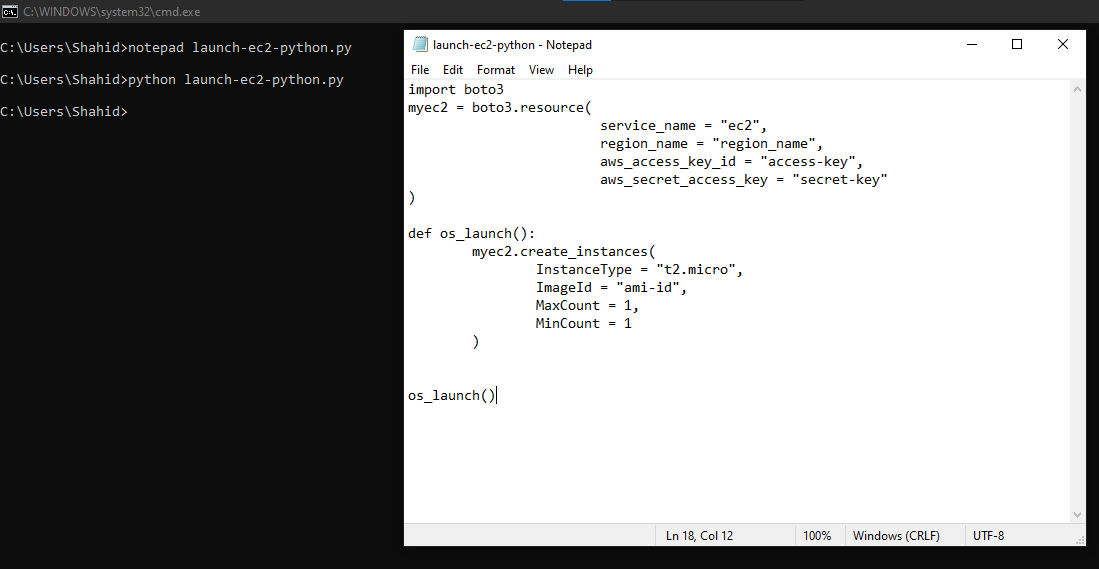 C:\WINDOWS\system32\cmd.exe
C:\Users\Shahid>notepad launch-ec2-python.py
C:\Users\Shahid>python launch-ec2-python.py
C:\Users\Shahid>
launch-ec2-python - Notepad
File Edit Format View Help
import boto3
myec2 = boto3.resource(
                        service_name = "ec2",
                        region_name = "region_name",
                        aws_access_key_id = "access-key",
                        aws_secret_access_key = "secret-key"
)
def os_launch():
        myec2.create_instances(
                InstanceType = "t2.micro",
                ImageId = "ami-id",
                MaxCount = 1,
                MinCount = 1
        )
os_launch()
Ln 18, Col 12 100% Windows (CRLF) UTF-8